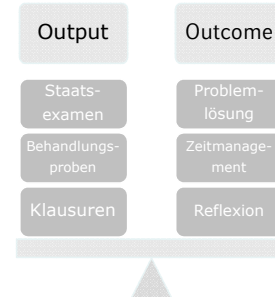 Output
Outcome
Staats-
examen
Problem-
lösung
Behandlungs-
proben
Zeitmanage-
ment
Klausuren
Reflexion